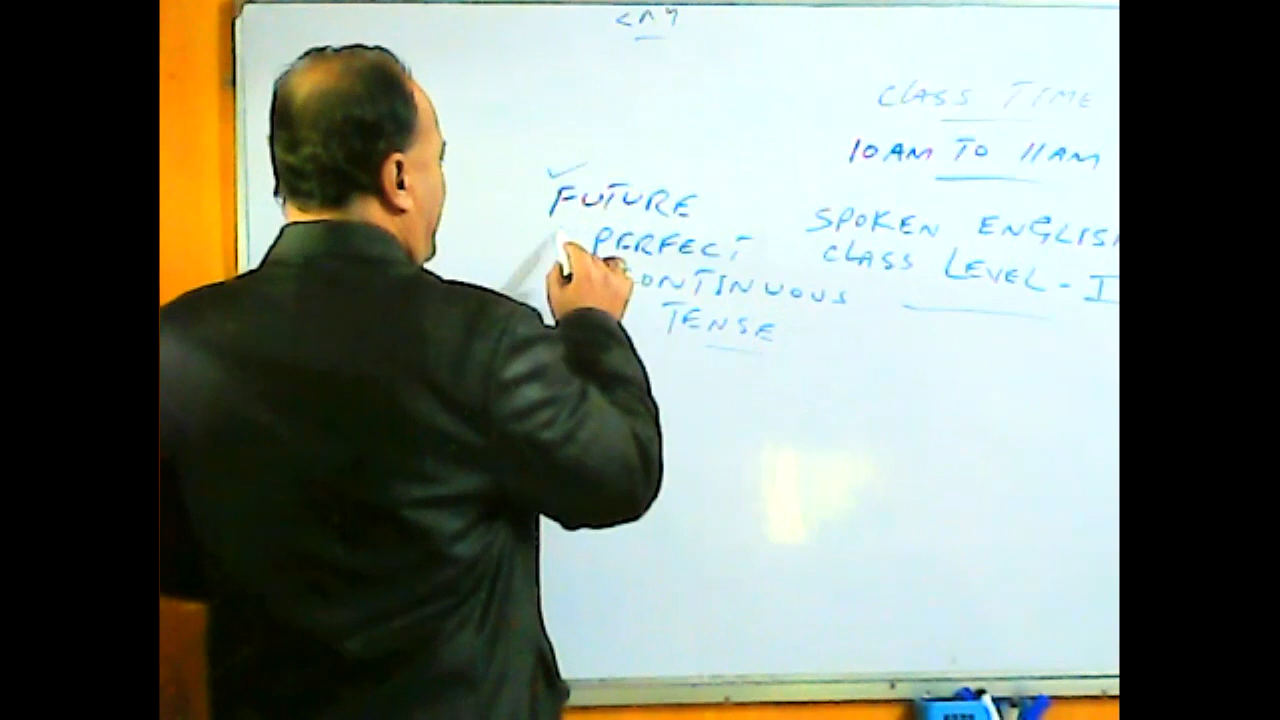 CLASS TIME
10AM TO 11AM
FUTURE
PERFECT
CONTINUOUS
TENSE
SPOKEN ENGLISH
CLASS LEVEL-I